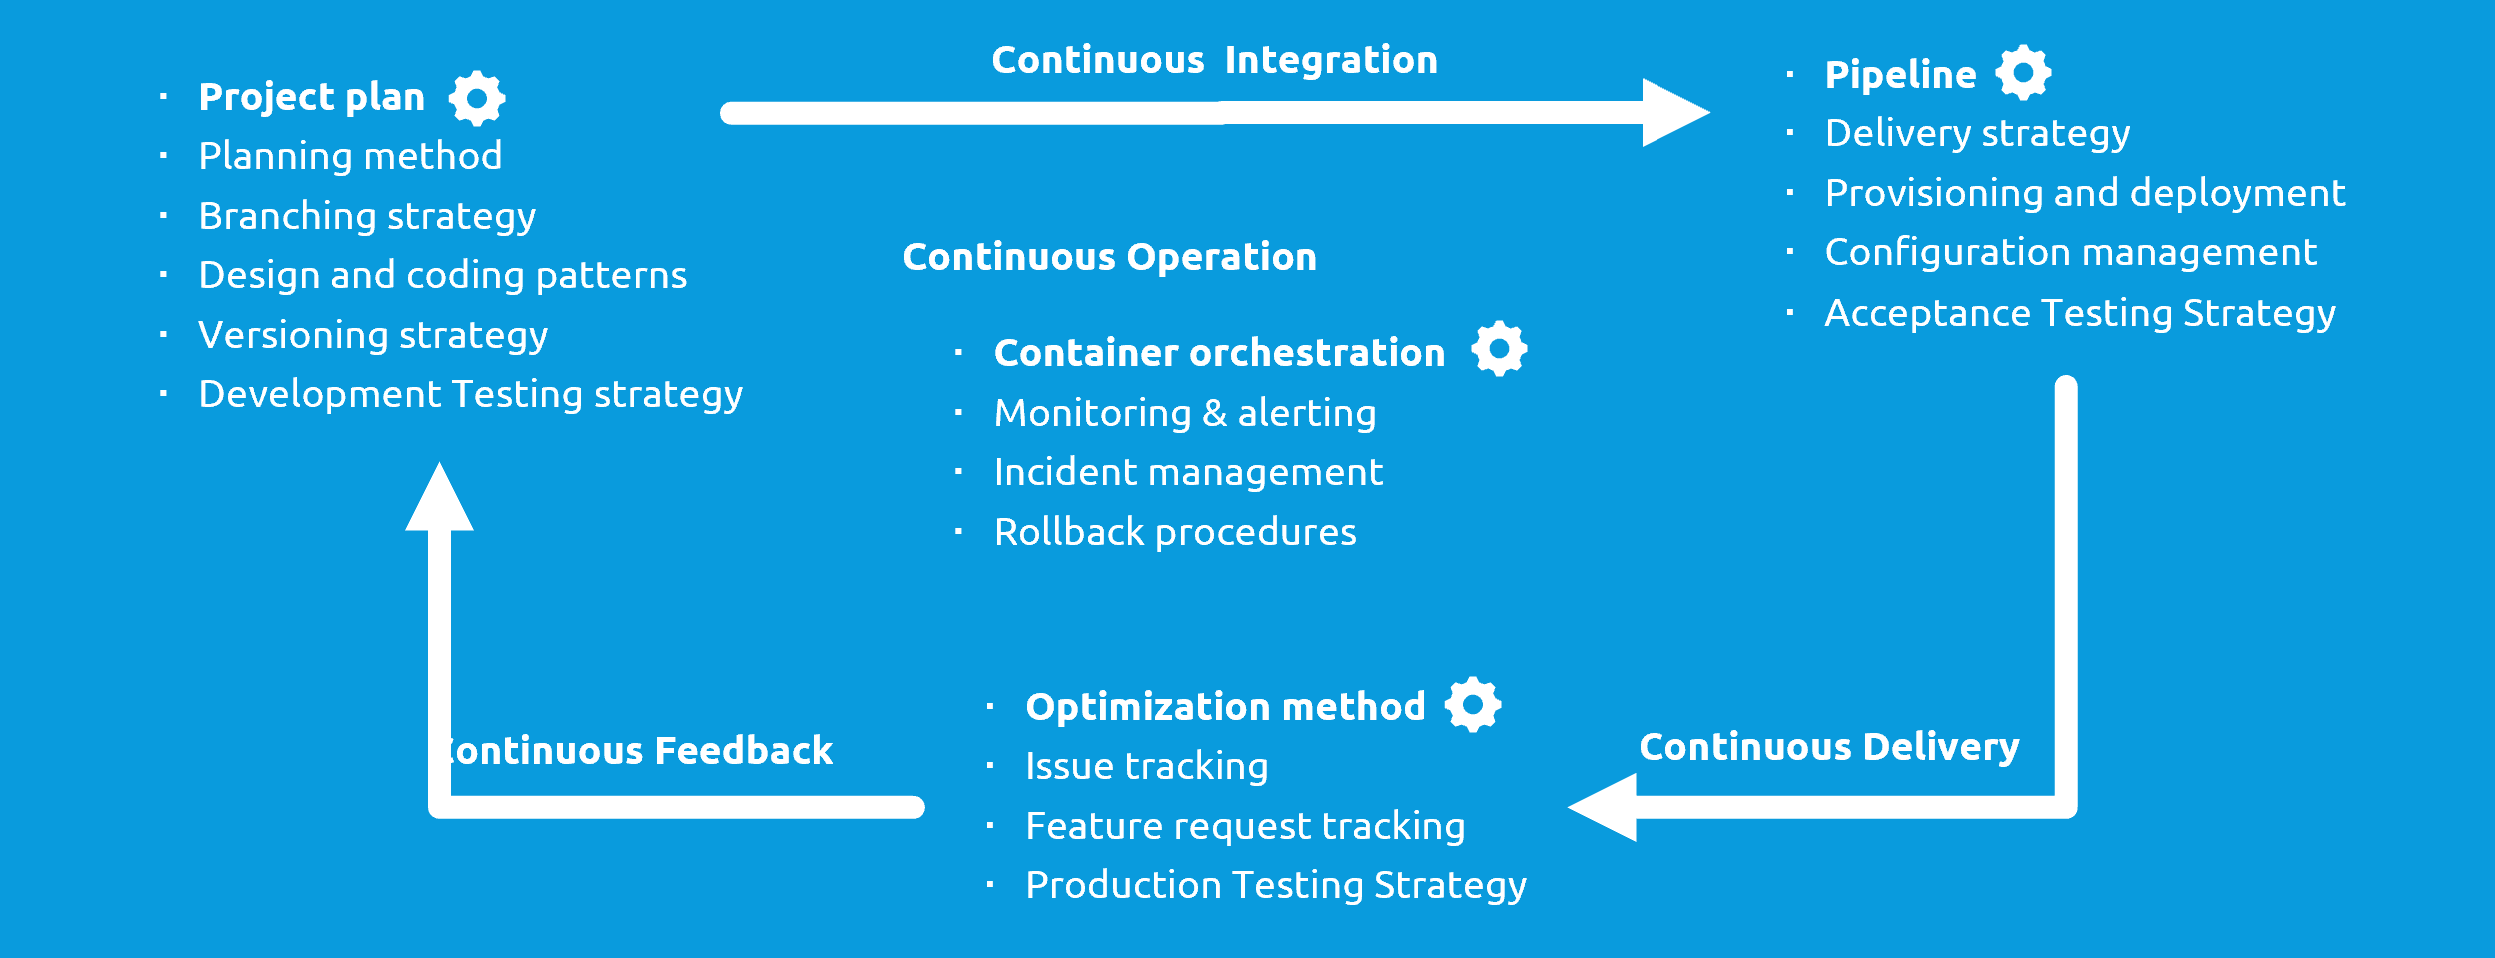 Continuous Integration
· Project plan
· Planning method
· Branching strategy
· Design and coding patterns
· Versioning strategy
· Development Testing strategy
· Pipeline
· Delivery strategy
· Provisioning and deployment
· Configuration management
· Acceptance Testing Strategy
Continuous Operation
· Container orchestration
· Monitoring & alerting
· Incident management
· Rollback procedures
Continuous Feedback
· Optimization method
· Issue tracking
· Feature request tracking
· Production Testing Strategy
Continuous Delivery